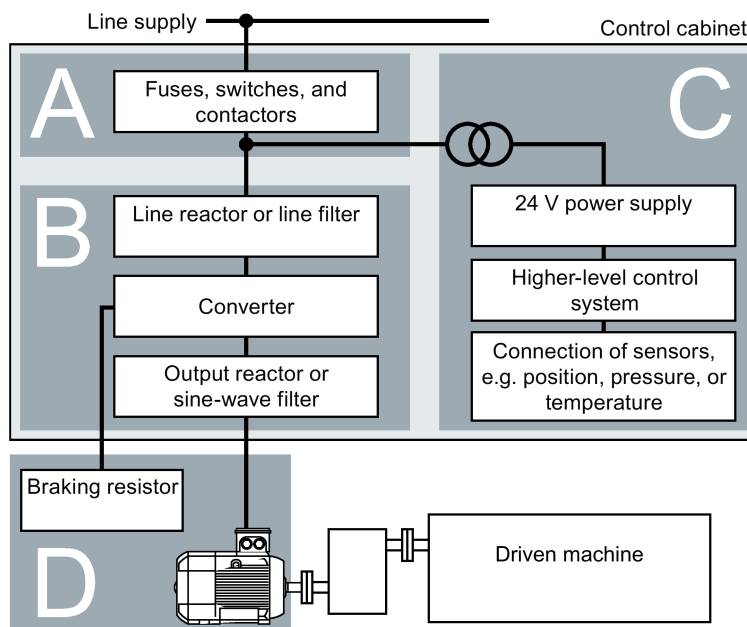 Line supply
Control cabinet
A
Fuses, switches, and
contactors
C
B
Line reactor or line filter
24 V power supply
Converter
Higher-level control
system
Output reactor or
sine-wave filter
Connection of sensors,
e.g. position, pressure, or
temperature
Braking resistor
D
Driven machine